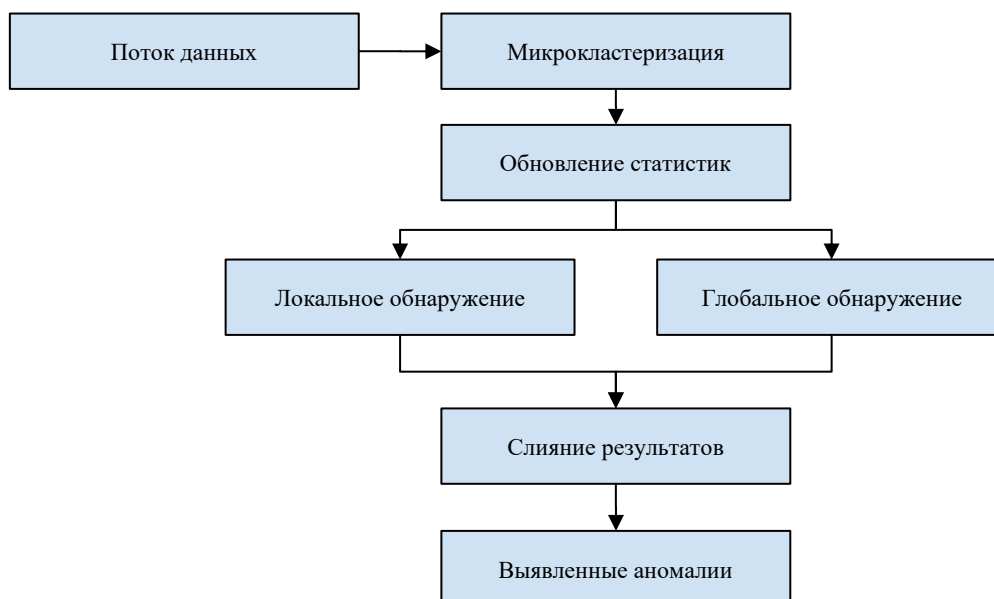 Поток данных
Микрокластеризация
Обновление статистик
Локальное обнаружение
Глобальное обнаружение
Слияние результатов
Выявленные аномалии